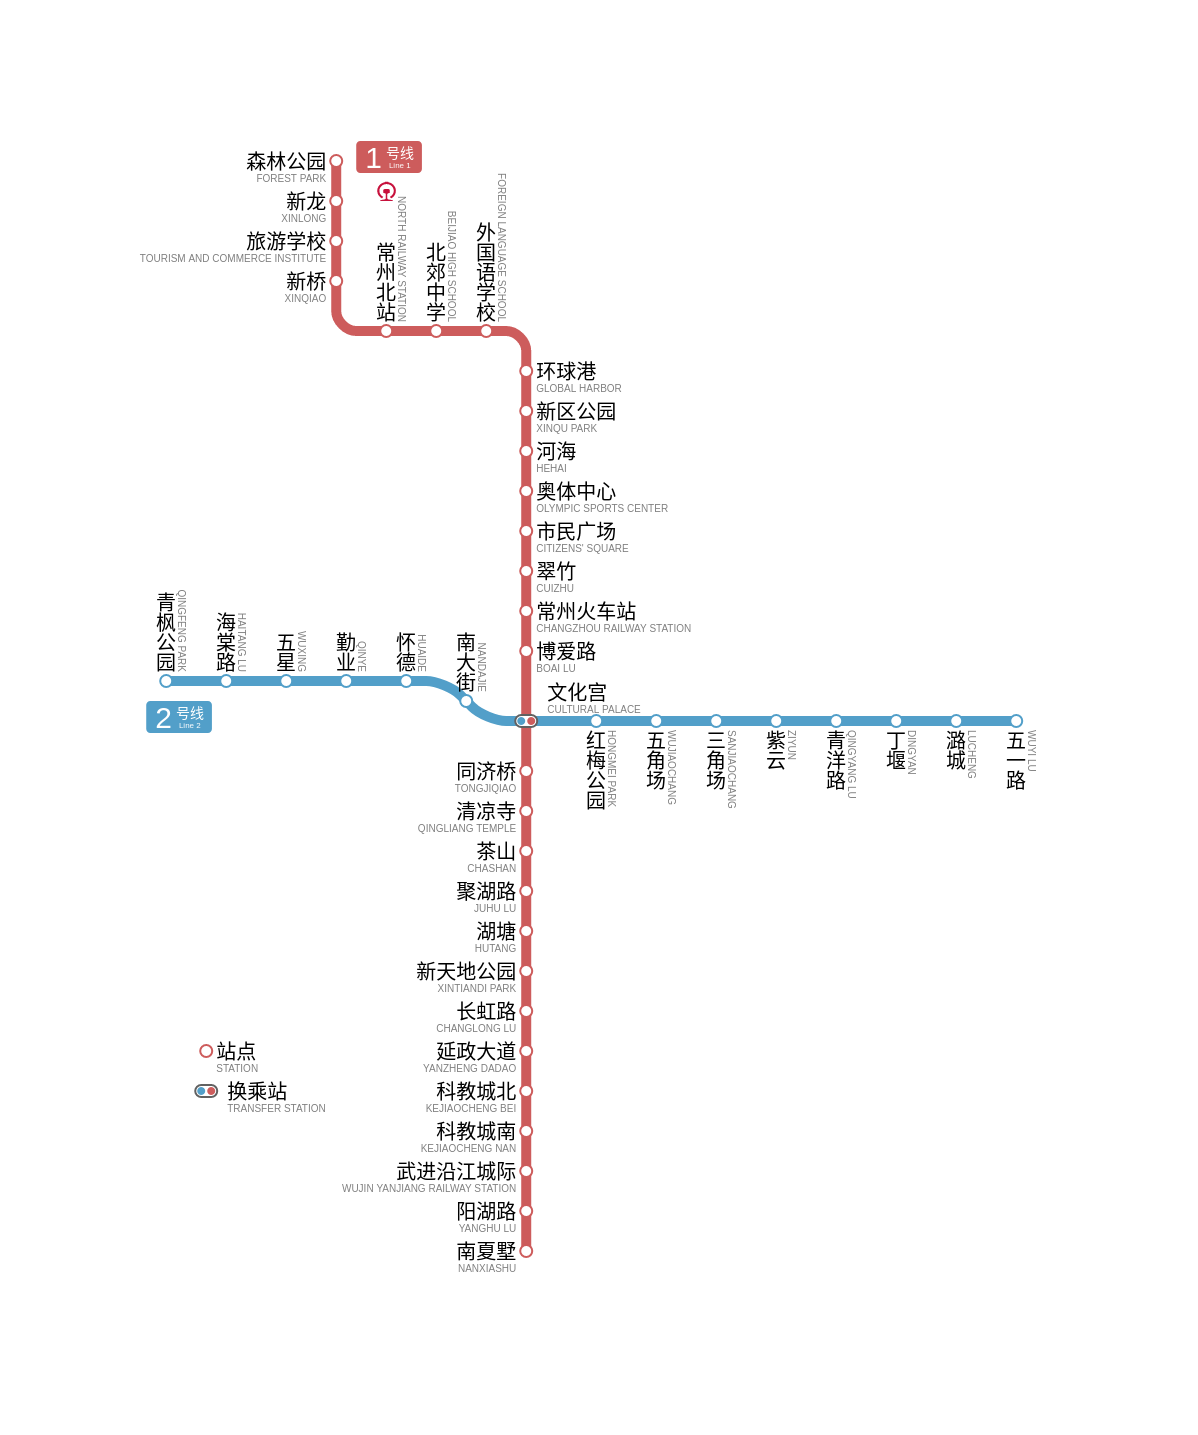 1 号线
Line 1
森林公园
FOREST PARK
新龙
XINLONG
旅游学校
TOURISM AND COMMERCE INSTITUTE
新桥
XINQIAO
常州北站
NORTH RAILWAY STATION
北郊中学
BEIJIAO HIGH SCHOOL
外国语学校
FOREIGN LANGUAGE SCHOOL
环球港
GLOBAL HARBOR
新区公园
XINQU PARK
河海
HEHAI
奥体中心
OLYMPIC SPORTS CENTER
市民广场
CITIZENS' SQUARE
翠竹
CUIZHU
常州火车站
CHANGZHOU RAILWAY STATION
博爱路
BOAI LU
文化宫
CULTURAL PALACE
青枫公园
QINGFENG PARK
海棠路
HAITANG LU
五星
WUXING
勤业
QINYE
怀德
HUAIDE
南大街
NANDAJIE
2 号线
Line 2
红梅公园
HONGMEI PARK
五角场
WUJIAOCHANG
三角场
SANJIAOCHANG
紫云
ZIYUN
青洋路
QINGYANG LU
丁堰
DINGYAN
潞城
LUCHENG
五一路
WUYI LU
同济桥
TONGJIQIAO
清凉寺
QINGLIANG TEMPLE
茶山
CHASHAN
聚湖路
JUHU LU
湖塘
HUTANG
新天地公园
XINTIANDI PARK
长虹路
CHANGLONG LU
延政大道
YANZHENG DADAO
科教城北
KEJIAOCHENG BEI
科教城南
KEJIAOCHENG NAN
武进沿江城际
WUJIN YANJIANG RAILWAY STATION
阳湖路
YANGHU LU
南夏墅
NANXIASHU
站点
STATION
换乘站
TRANSFER STATION